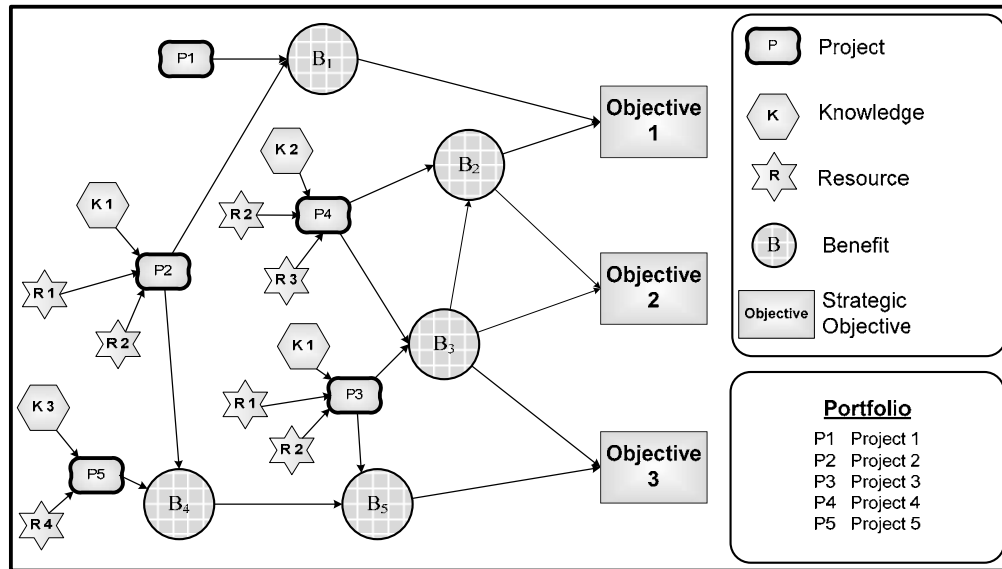 P1
B1
Objective
1
K 2
B2
R 2
P4
K 1
R 3
P2
R 1
R 2
Objective
2
B3
K 1
P3
R 1
R 2
K 3
P5
R 4
B4
B5
Objective
3
P
Project
K
Knowledge
R
Resource
B
Benefit
Objective
Strategic
Objective
Portfolio
P1 Project 1
P2 Project 2
P3 Project 3
P4 Project 4
P5 Project 5